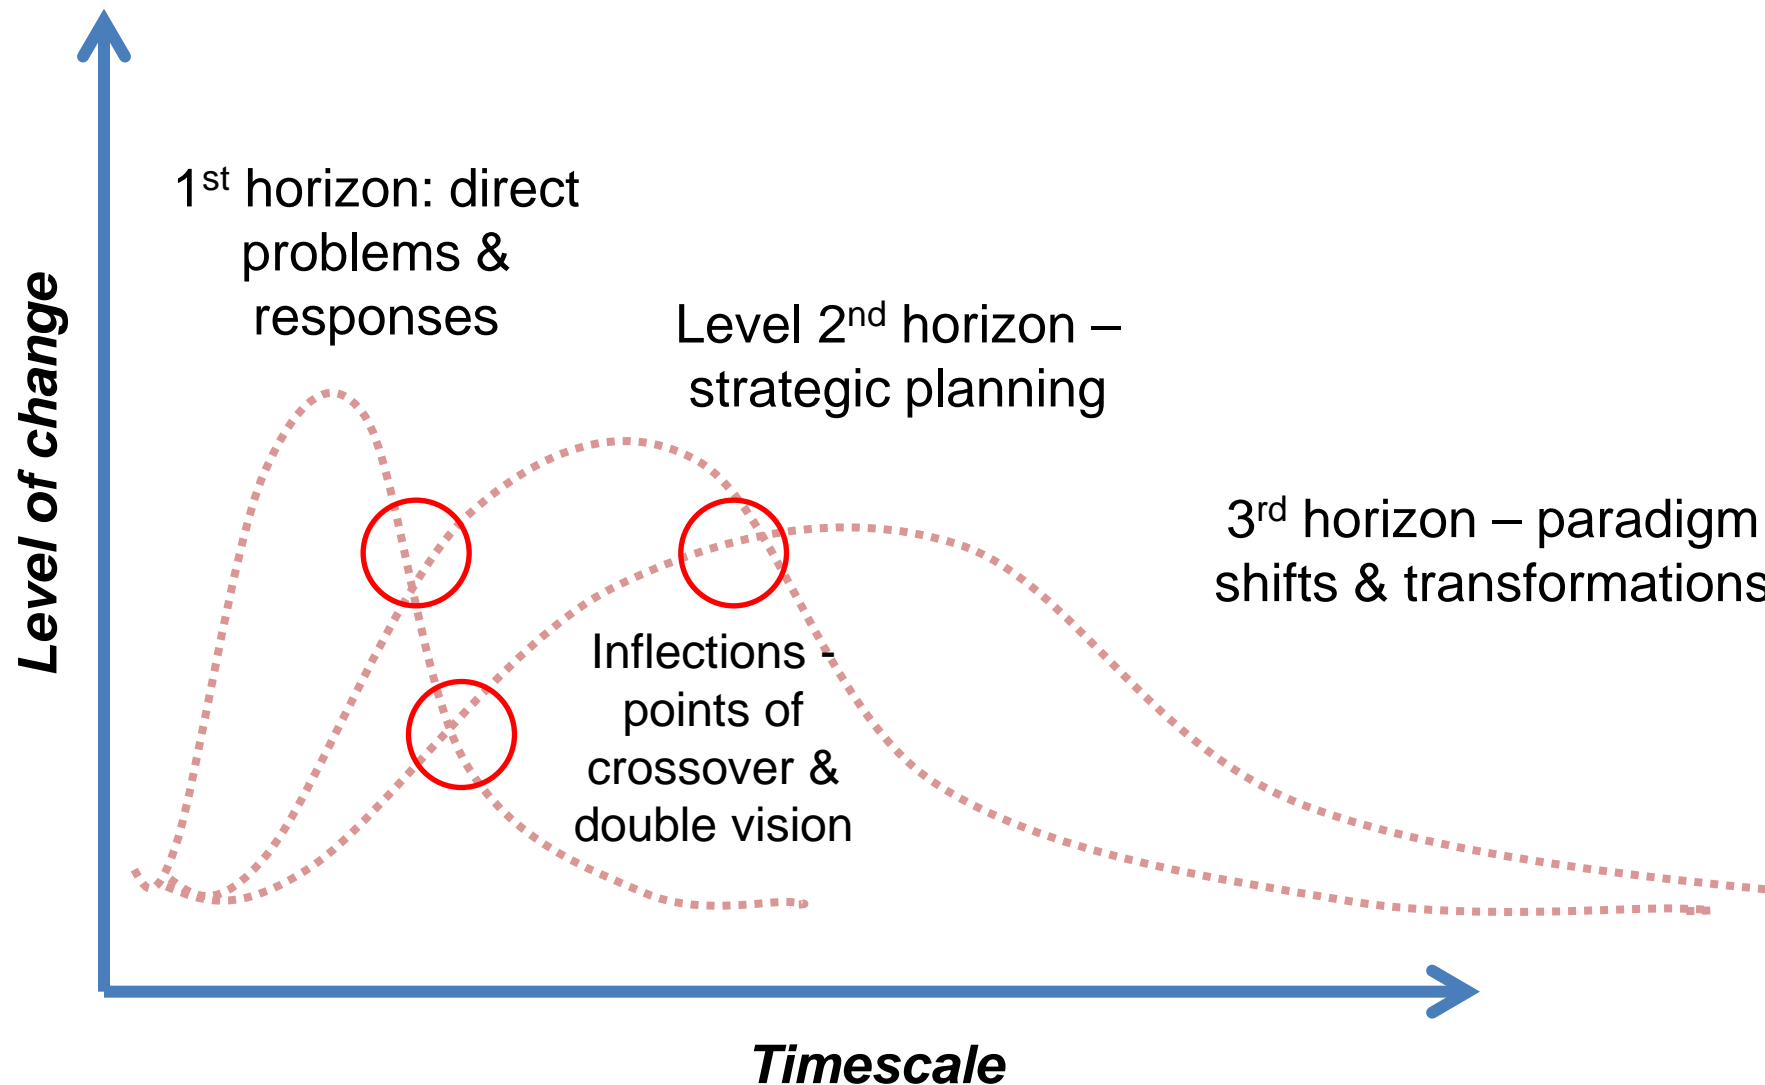 Level of change
1st horizon: direct
problems &
responses
Level 2nd horizon –
strategic planning
3rd horizon – paradigm
shifts & transformations
Inflections -
points of
crossover &
double vision
Timescale